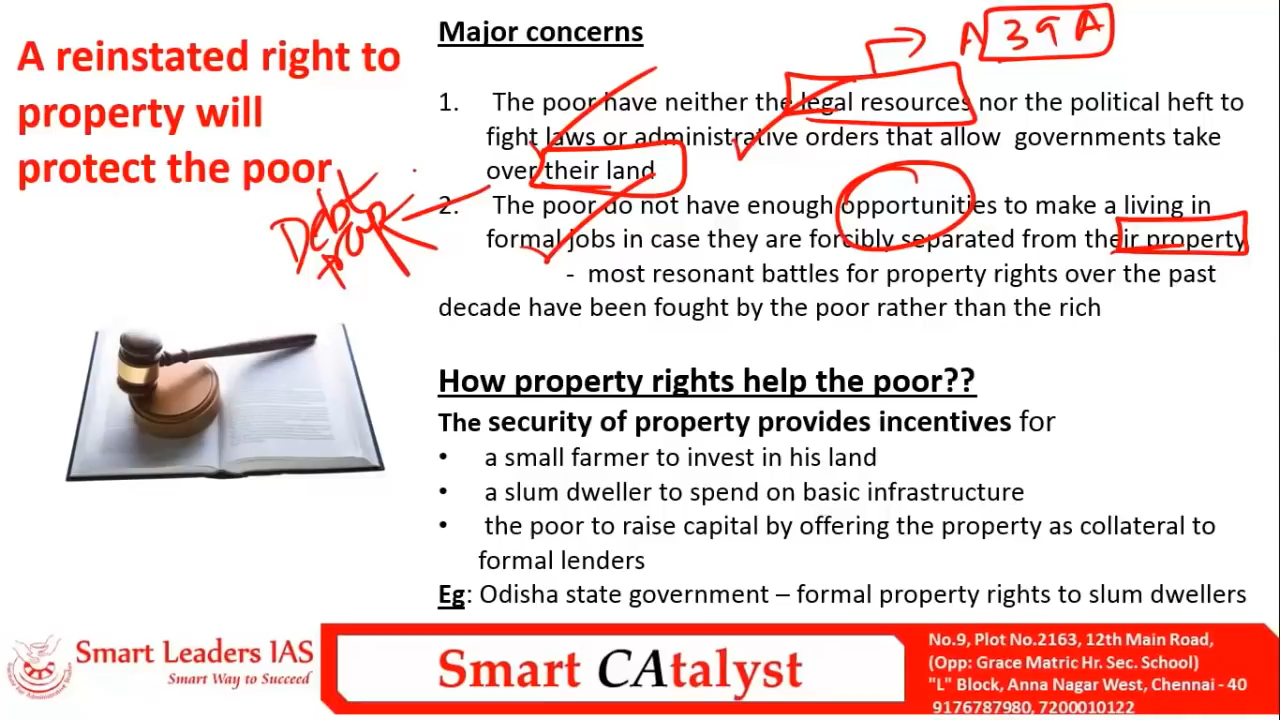 A reinstated right to
property will
protect the poor
Debt
trap
Major concerns
A 39 A
1. The poor have neither the legal resources nor the political heft to
fight laws or administrative orders that allow governments take
over their land
2. The poor do not have enough opportunities to make a living in
formal jobs in case they are forcibly separated from their property
- most resonant battles for property rights over the past
decade have been fought by the poor rather than the rich
How property rights help the poor??
The security of property provides incentives for
• a small farmer to invest in his land
• a slum dweller to spend on basic infrastructure
• the poor to raise capital by offering the property as collateral to
formal lenders
Eg: Odisha state government – formal property rights to slum dwellers
Smart Leaders IAS
Smart Way to Succeed
Smart CAtalyst
No.9, Plot No.2163, 12th Main Road,
(Opp: Grace Matric Hr. Sec. School)
"L" Block, Anna Nagar West, Chennai - 40
9176787980, 7200010122